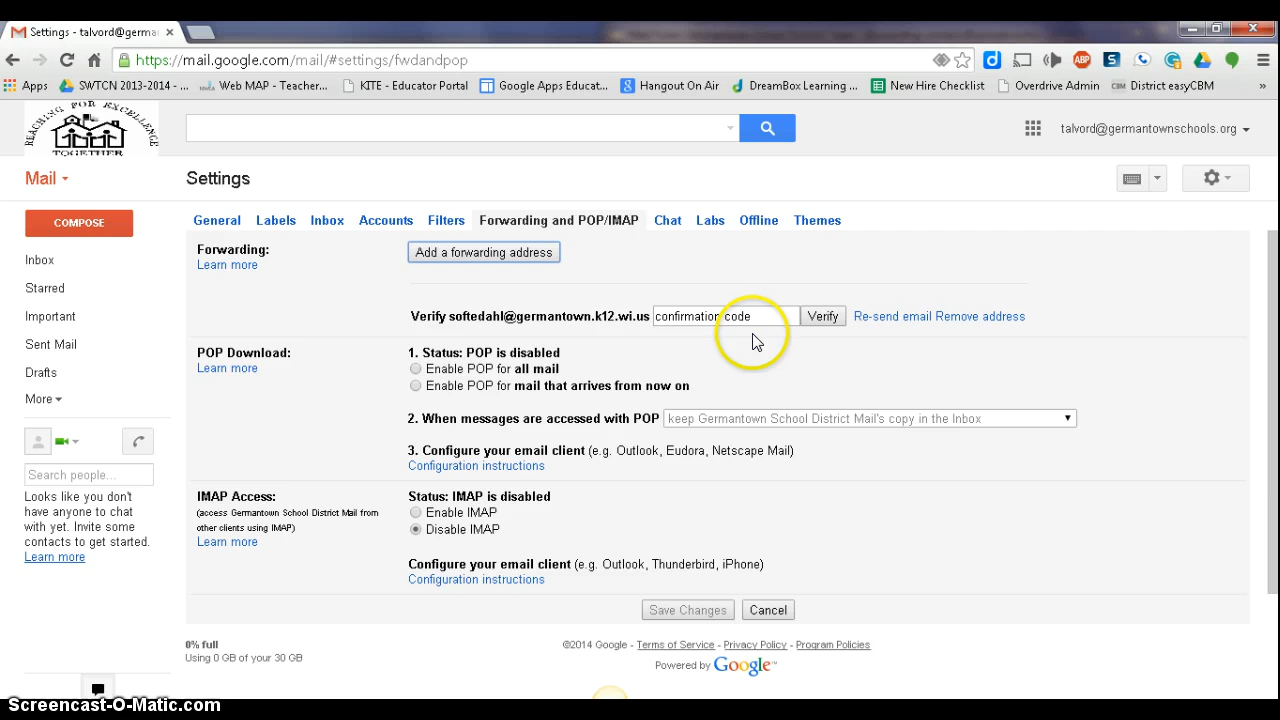 Settings - talvord@germa
https://mail.google.com/mail/#settings/fwdandpop
Apps SWTCN 2013-2014 - ... Web MAP - Teacher... KITE - Educator Portal Google Apps Educat... Hangout On Air DreamBox Learning ... New Hire Checklist Overdrive Admin District easyCBM »
REACHING FOR EXCELLENCE
TOGETHER
talvord@germantownschools.org
Mail
Settings
COMPOSE
General Labels Inbox Accounts Filters Forwarding and POP/IMAP Chat Labs Offline Themes
Inbox
Starred
Important
Sent Mail
Drafts
More
Search people...
Looks like you don't
have anyone to chat
with yet. Invite some
contacts to get started.
Learn more
Forwarding:
Learn more
Add a forwarding address
Verify softedahl@germantown.k12.wi.us confirmation code Verify Re-send email Remove address
POP Download:
Learn more
1. Status: POP is disabled
Enable POP for all mail
Enable POP for mail that arrives from now on
2. When messages are accessed with POP keep Germantown School District Mail's copy in the Inbox
3. Configure your email client (e.g. Outlook, Eudora, Netscape Mail)
Configuration instructions
IMAP Access:
(access Germantown School District Mail from
other clients using IMAP)
Learn more
Status: IMAP is disabled
Enable IMAP
Disable IMAP
Configure your email client (e.g. Outlook, Thunderbird, iPhone)
Configuration instructions
Save Changes Cancel
0% full
Using 0 GB of your 30 GB
©2014 Google - Terms of Service - Privacy Policy - Program Policies
Powered by Google™
Screencast-O-Matic.com